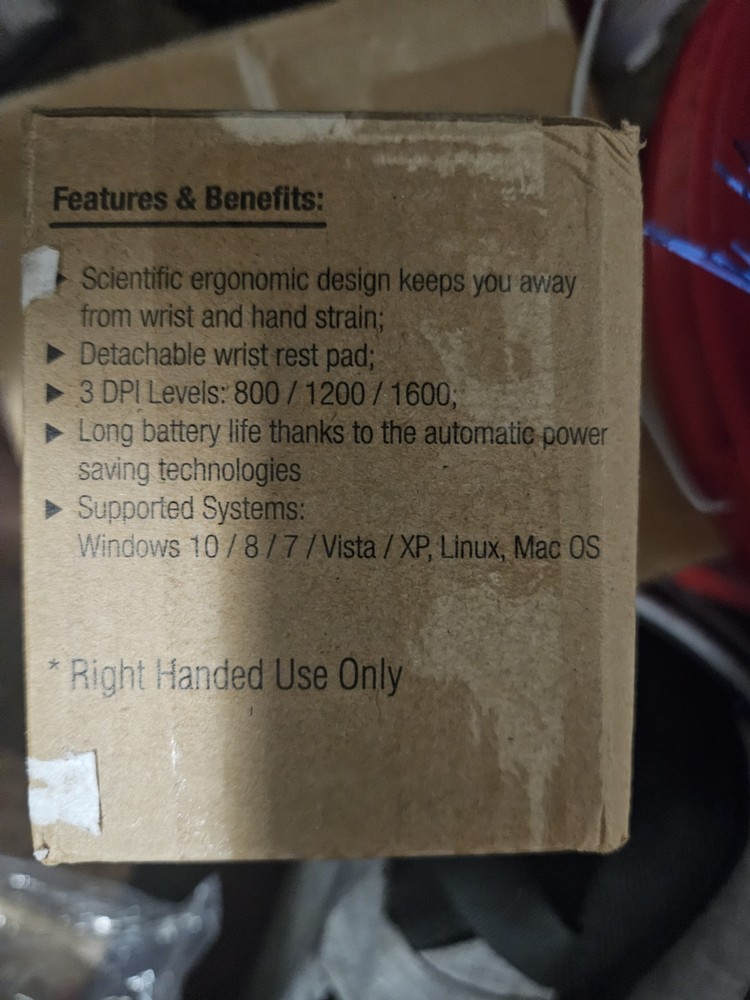 Features & Benefits:
▶ Scientific ergonomic design keeps you away
from wrist and hand strain;
▶ Detachable wrist rest pad;
▶ 3 DPI Levels: 800 / 1200 / 1600;
▶ Long battery life thanks to the automatic power
saving technologies
▶ Supported Systems:
Windows 10 / 8 / 7 / Vista / XP, Linux, Mac OS
* Right Handed Use Only